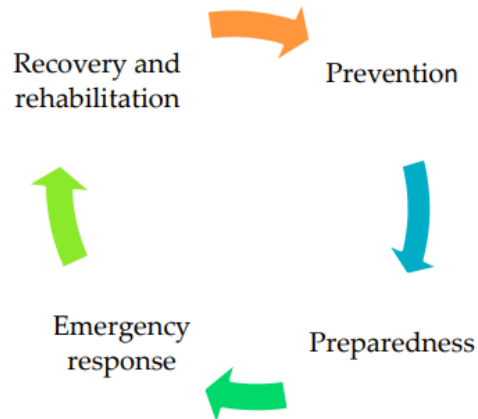 Recovery and
rehabilitation
Prevention
Preparedness
Emergency
response